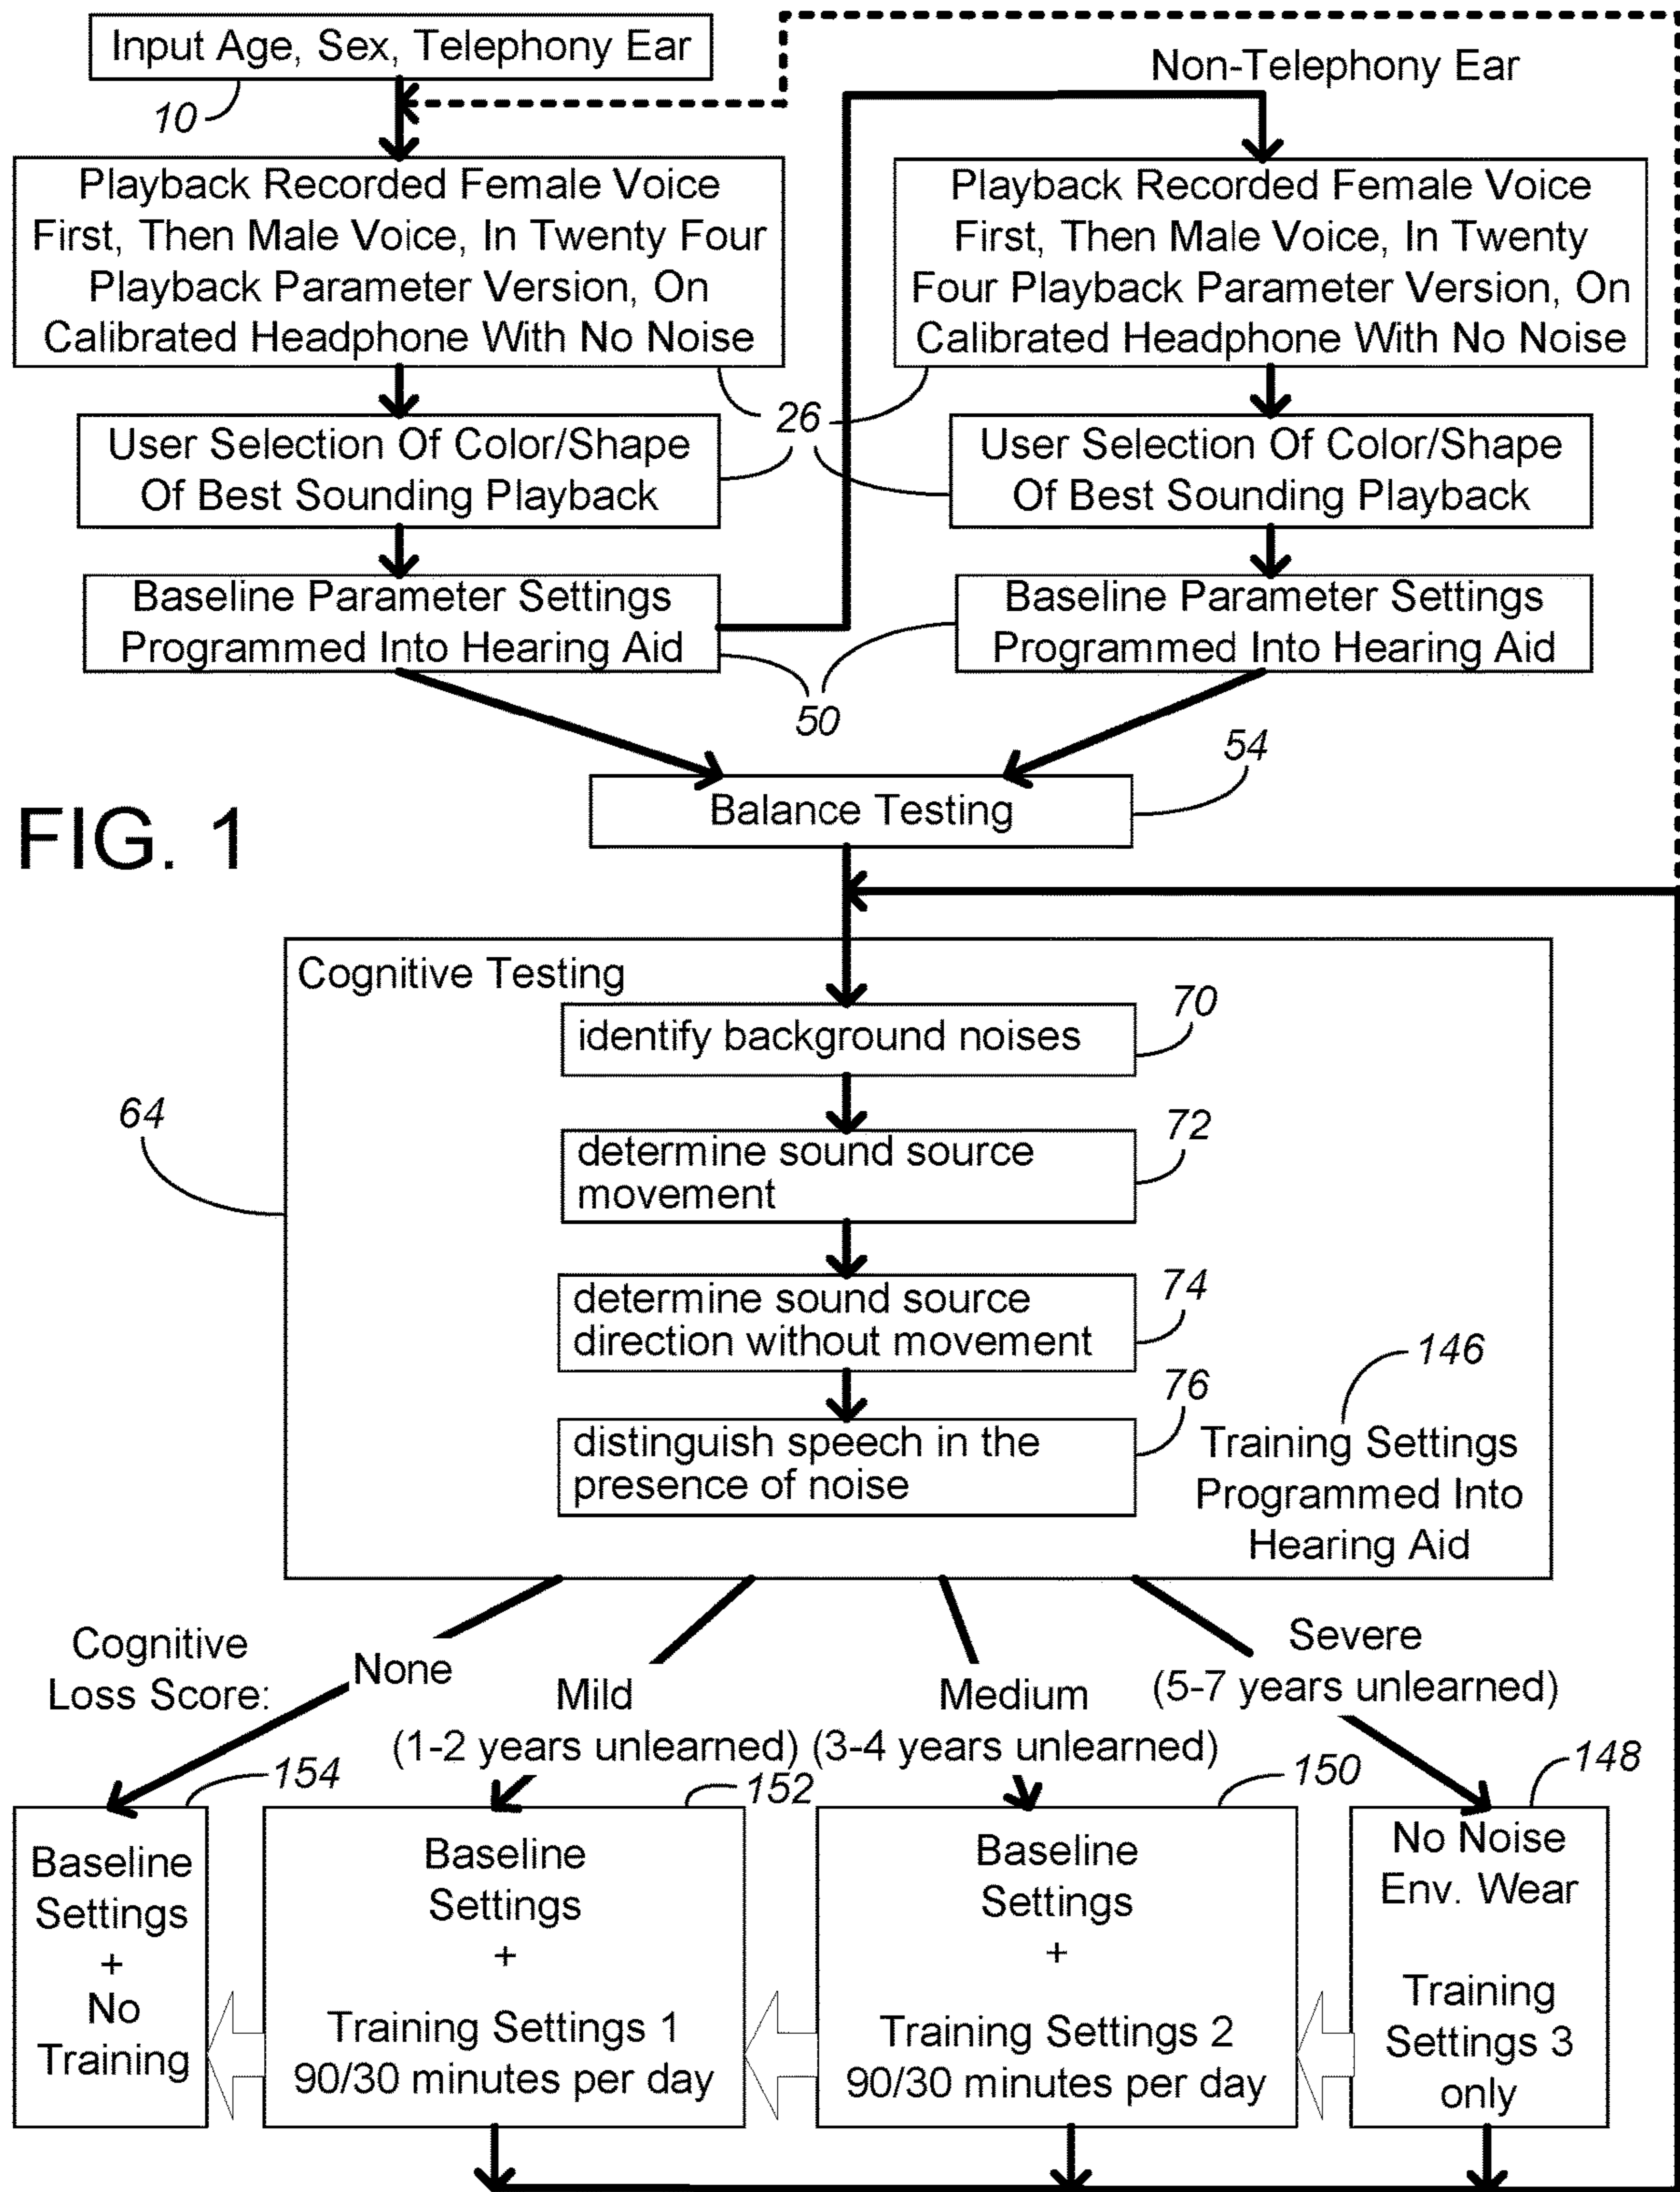 Input Age, Sex, Telephony Ear
10
Non-Telephony Ear
Playback Recorded Female Voice
First, Then Male Voice, In Twenty Four
Playback Parameter Version, On
Calibrated Headphone With No Noise
Playback Recorded Female Voice
First, Then Male Voice, In Twenty
Four Playback Parameter Version, On
Calibrated Headphone With No Noise
26
User Selection Of Color/Shape
Of Best Sounding Playback
User Selection Of Color/Shape
Of Best Sounding Playback
Baseline Parameter Settings
Programmed Into Hearing Aid
Baseline Parameter Settings
Programmed Into Hearing Aid
50
54
Balance Testing
FIG. 1
Cognitive Testing
70
identify background noises
64
72
determine sound source
movement
74
determine sound source
direction without movement
76
distinguish speech in the
presence of noise
146
Training Settings
Programmed Into
Hearing Aid
Cognitive
Loss Score:
None
Mild
(1-2 years unlearned)
Medium
(3-4 years unlearned)
Severe
(5-7 years unlearned)
154
152
150
148
Baseline
Settings
+
No
Training
Baseline
Settings
+
Training Settings 1
90/30 minutes per day
Baseline
Settings
+
Training Settings 2
90/30 minutes per day
No Noise
Env. Wear
Training
Settings 3
only